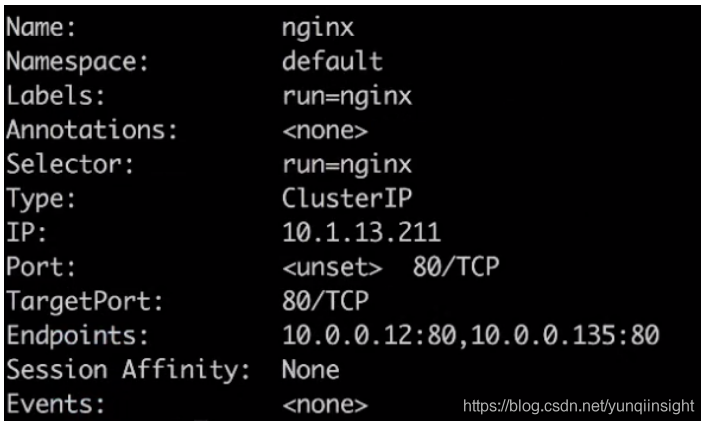 Name: nginx
Namespace: default
Labels: run=nginx
Annotations: <none>
Selector: run=nginx
Type: ClusterIP
IP: 10.1.13.211
Port: <unset> 80/TCP
TargetPort: 80/TCP
Endpoints: 10.0.0.12:80,10.0.0.135:80
Session Affinity: None
Events: <none>
https://blog.csdn.net/yunqiinsight